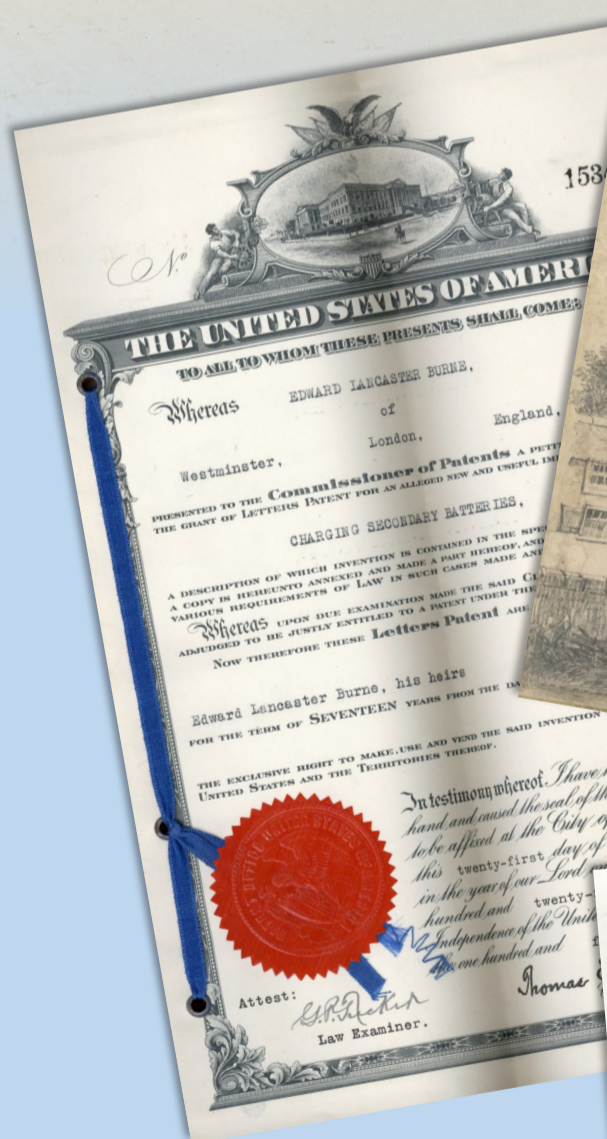 153
No
THE UNITED STATES OF AMERI
TO ALL TO WHOM THESE PRESENTS SHALL COME:
Whereas EDWARD LANCASTER BURNE,
of
Westminster, London, England,
PRESENTED TO THE Commissioner of Patents A PETI
THE GRANT OF LETTERS PATENT FOR AN ALLEGED NEW AND USEFUL IM
CHARGING SECONDARY BATTERIES,
A DESCRIPTION OF WHICH INVENTION IS CONTAINED IN THE SPE
A COPY IS HEREUNTO ANNEXED AND MADE A PART HEREOF, AND
VARIOUS REQUIREMENTS OF LAW IN SUCH CASES MADE AND
Whereas UPON DUE EXAMINATION MADE THE SAID CL
ADJUDGED TO BE JUSTLY ENTITLED TO A PATENT UNDER THE
NOW THEREFORE THESE Letters Patent ARE
Edward Lancaster Burne, his heirs
FOR THE TERM OF SEVENTEEN YEARS FROM THE DA
THE EXCLUSIVE RIGHT TO MAKE, USE AND VEND THE SAID INVENTION
UNITED STATES AND THE TERRITORIES THEREOF.
In testimony whereof, I have
hand and caused the seal of the
to be affixed at the City of
this twenty-first day of
in the year of our Lord
hundred and twenty-
Independence of the Unite
the one hundred and
Attest:
Law Examiner.
Thomas